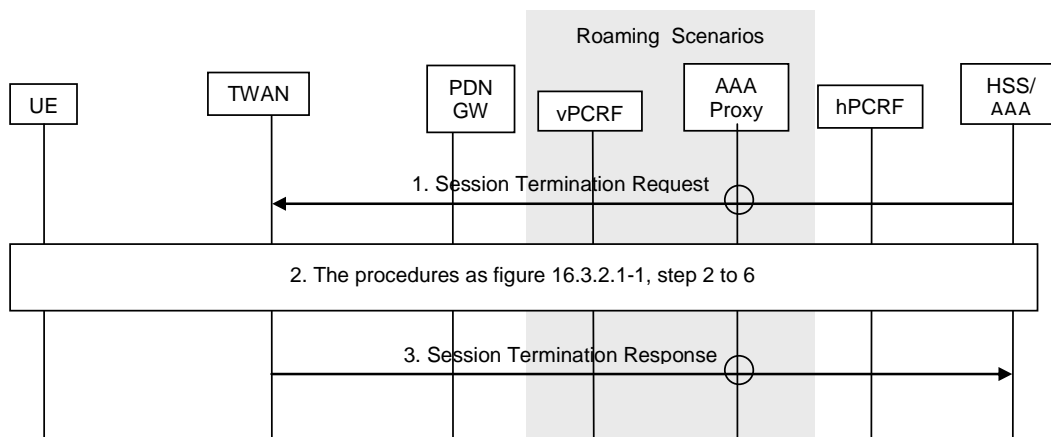 Roaming Scenarios
UE
TWAN
PDN
GW
vPCRF
AAA
Proxy
hPCRF
HSS/
AAA
1. Session Termination Request
2. The procedures as figure 16.3.2.1-1, step 2 to 6
3. Session Termination Response